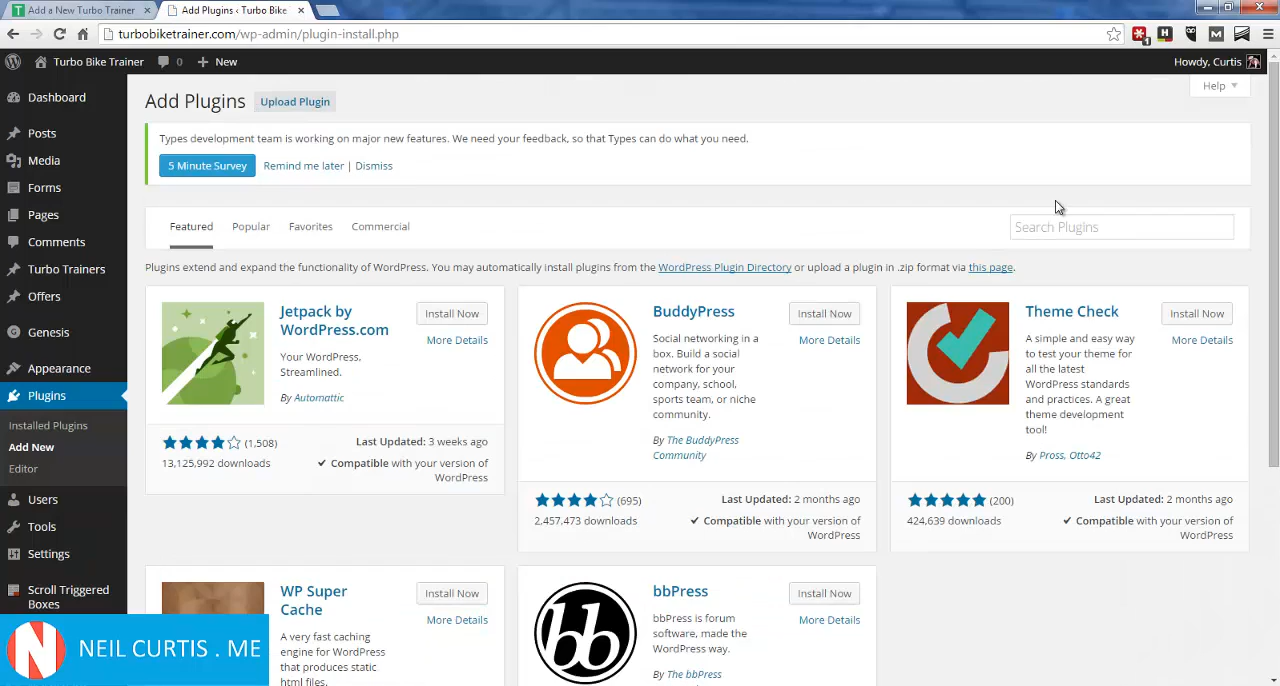 Add a New Turbo Trainer
Add Plugins ‹ Turbo Bike
turbobiketrainer.com/wp-admin/plugin-install.php
Turbo Bike Trainer 0 + New
Howdy, Curtis
Dashboard
Posts
Media
Forms
Pages
Comments
Turbo Trainers
Offers
Genesis
Appearance
Plugins
Installed Plugins
Add New
Editor
Users
Tools
Settings
Scroll Triggered
Boxes
NEIL CURTIS . ME
Help
Add Plugins Upload Plugin
Types development team is working on major new features. We need your feedback, so that Types can do what you need.
5 Minute Survey Remind me later | Dismiss
Featured Popular Favorites Commercial
Search Plugins
Plugins extend and expand the functionality of WordPress. You may automatically install plugins from the WordPress Plugin Directory or upload a plugin in .zip format via this page.
Jetpack by
WordPress.com
Install Now
More Details
Your WordPress,
Streamlined.
By Automattic
(1,508)
13,125,992 downloads
Last Updated: 3 weeks ago
Compatible with your version of
WordPress
BuddyPress
Install Now
More Details
Social networking in a
box. Build a social
network for your
company, school,
sports team, or niche
community.
By The BuddyPress
Community
(695)
2,457,473 downloads
Last Updated: 2 months ago
Compatible with your version of
WordPress
Theme Check
Install Now
More Details
A simple and easy way
to test your theme for
all the latest
WordPress standards
and practices. A great
theme development
tool!
By Pross, Otto42
(200)
424,639 downloads
Last Updated: 2 months ago
Compatible with your version of
WordPress
WP Super
Cache
Install Now
More Details
A very fast caching
engine for WordPress
that produces static
html files.
bb
bbPress
Install Now
More Details
bbPress is forum
software, made the
WordPress way.
By The bbPress